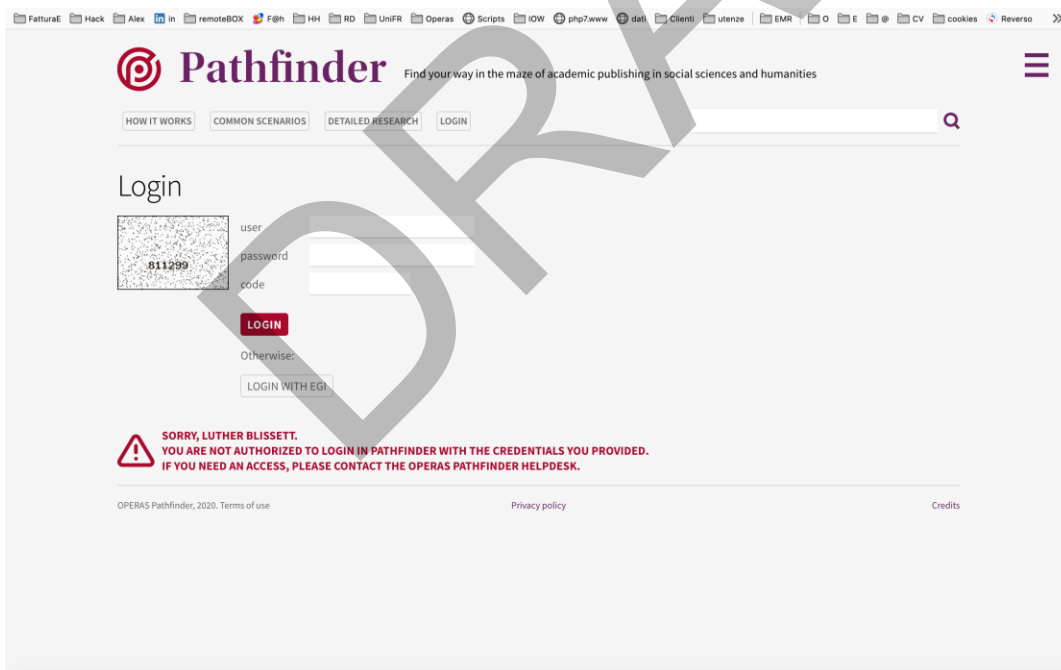 FatturaE Hack Alex in in remoteBOX F@h HH RD UniFR Operas Scripts IOW php7.www dati Clienti utenze EMR O E @ CV cookies Reverso »
Pathfinder Find your way in the maze of academic publishing in social sciences and humanities
HOW IT WORKS COMMON SCENARIOS DETAILED RESEARCH LOGIN
Login
user
password
811299
code
LOGIN
Otherwise:
LOGIN WITH EGI
SORRY, LUTHER BLISSETT.
YOU ARE NOT AUTHORIZED TO LOGIN IN PATHFINDER WITH THE CREDENTIALS YOU PROVIDED.
IF YOU NEED AN ACCESS, PLEASE CONTACT THE OPERAS PATHFINDER HELPDESK.
OPERAS Pathfinder, 2020. Terms of use Privacy policy Credits
DRA